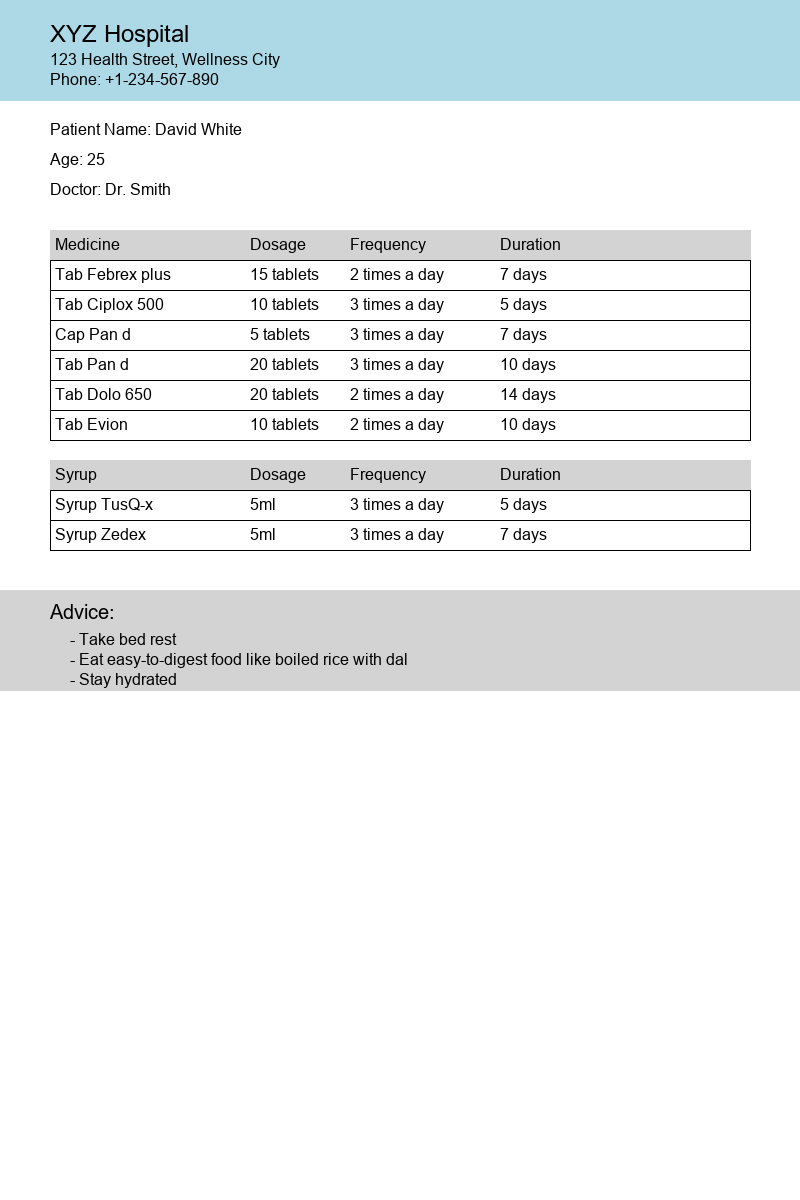 XYZ Hospital
123 Health Street, Wellness City
Phone: +1-234-567-890
Patient Name: David White
Age: 25
Doctor: Dr. Smith
Medicine Dosage Frequency Duration
Tab Febrex plus 15 tablets 2 times a day 7 days
Tab Ciplox 500 10 tablets 3 times a day 5 days
Cap Pan d 5 tablets 3 times a day 7 days
Tab Pan d 20 tablets 3 times a day 10 days
Tab Dolo 650 20 tablets 2 times a day 14 days
Tab Evion 10 tablets 2 times a day 10 days
Syrup Dosage Frequency Duration
Syrup TusQ-x 5ml 3 times a day 5 days
Syrup Zedex 5ml 3 times a day 7 days
Advice:
- Take bed rest
- Eat easy-to-digest food like boiled rice with dal
- Stay hydrated